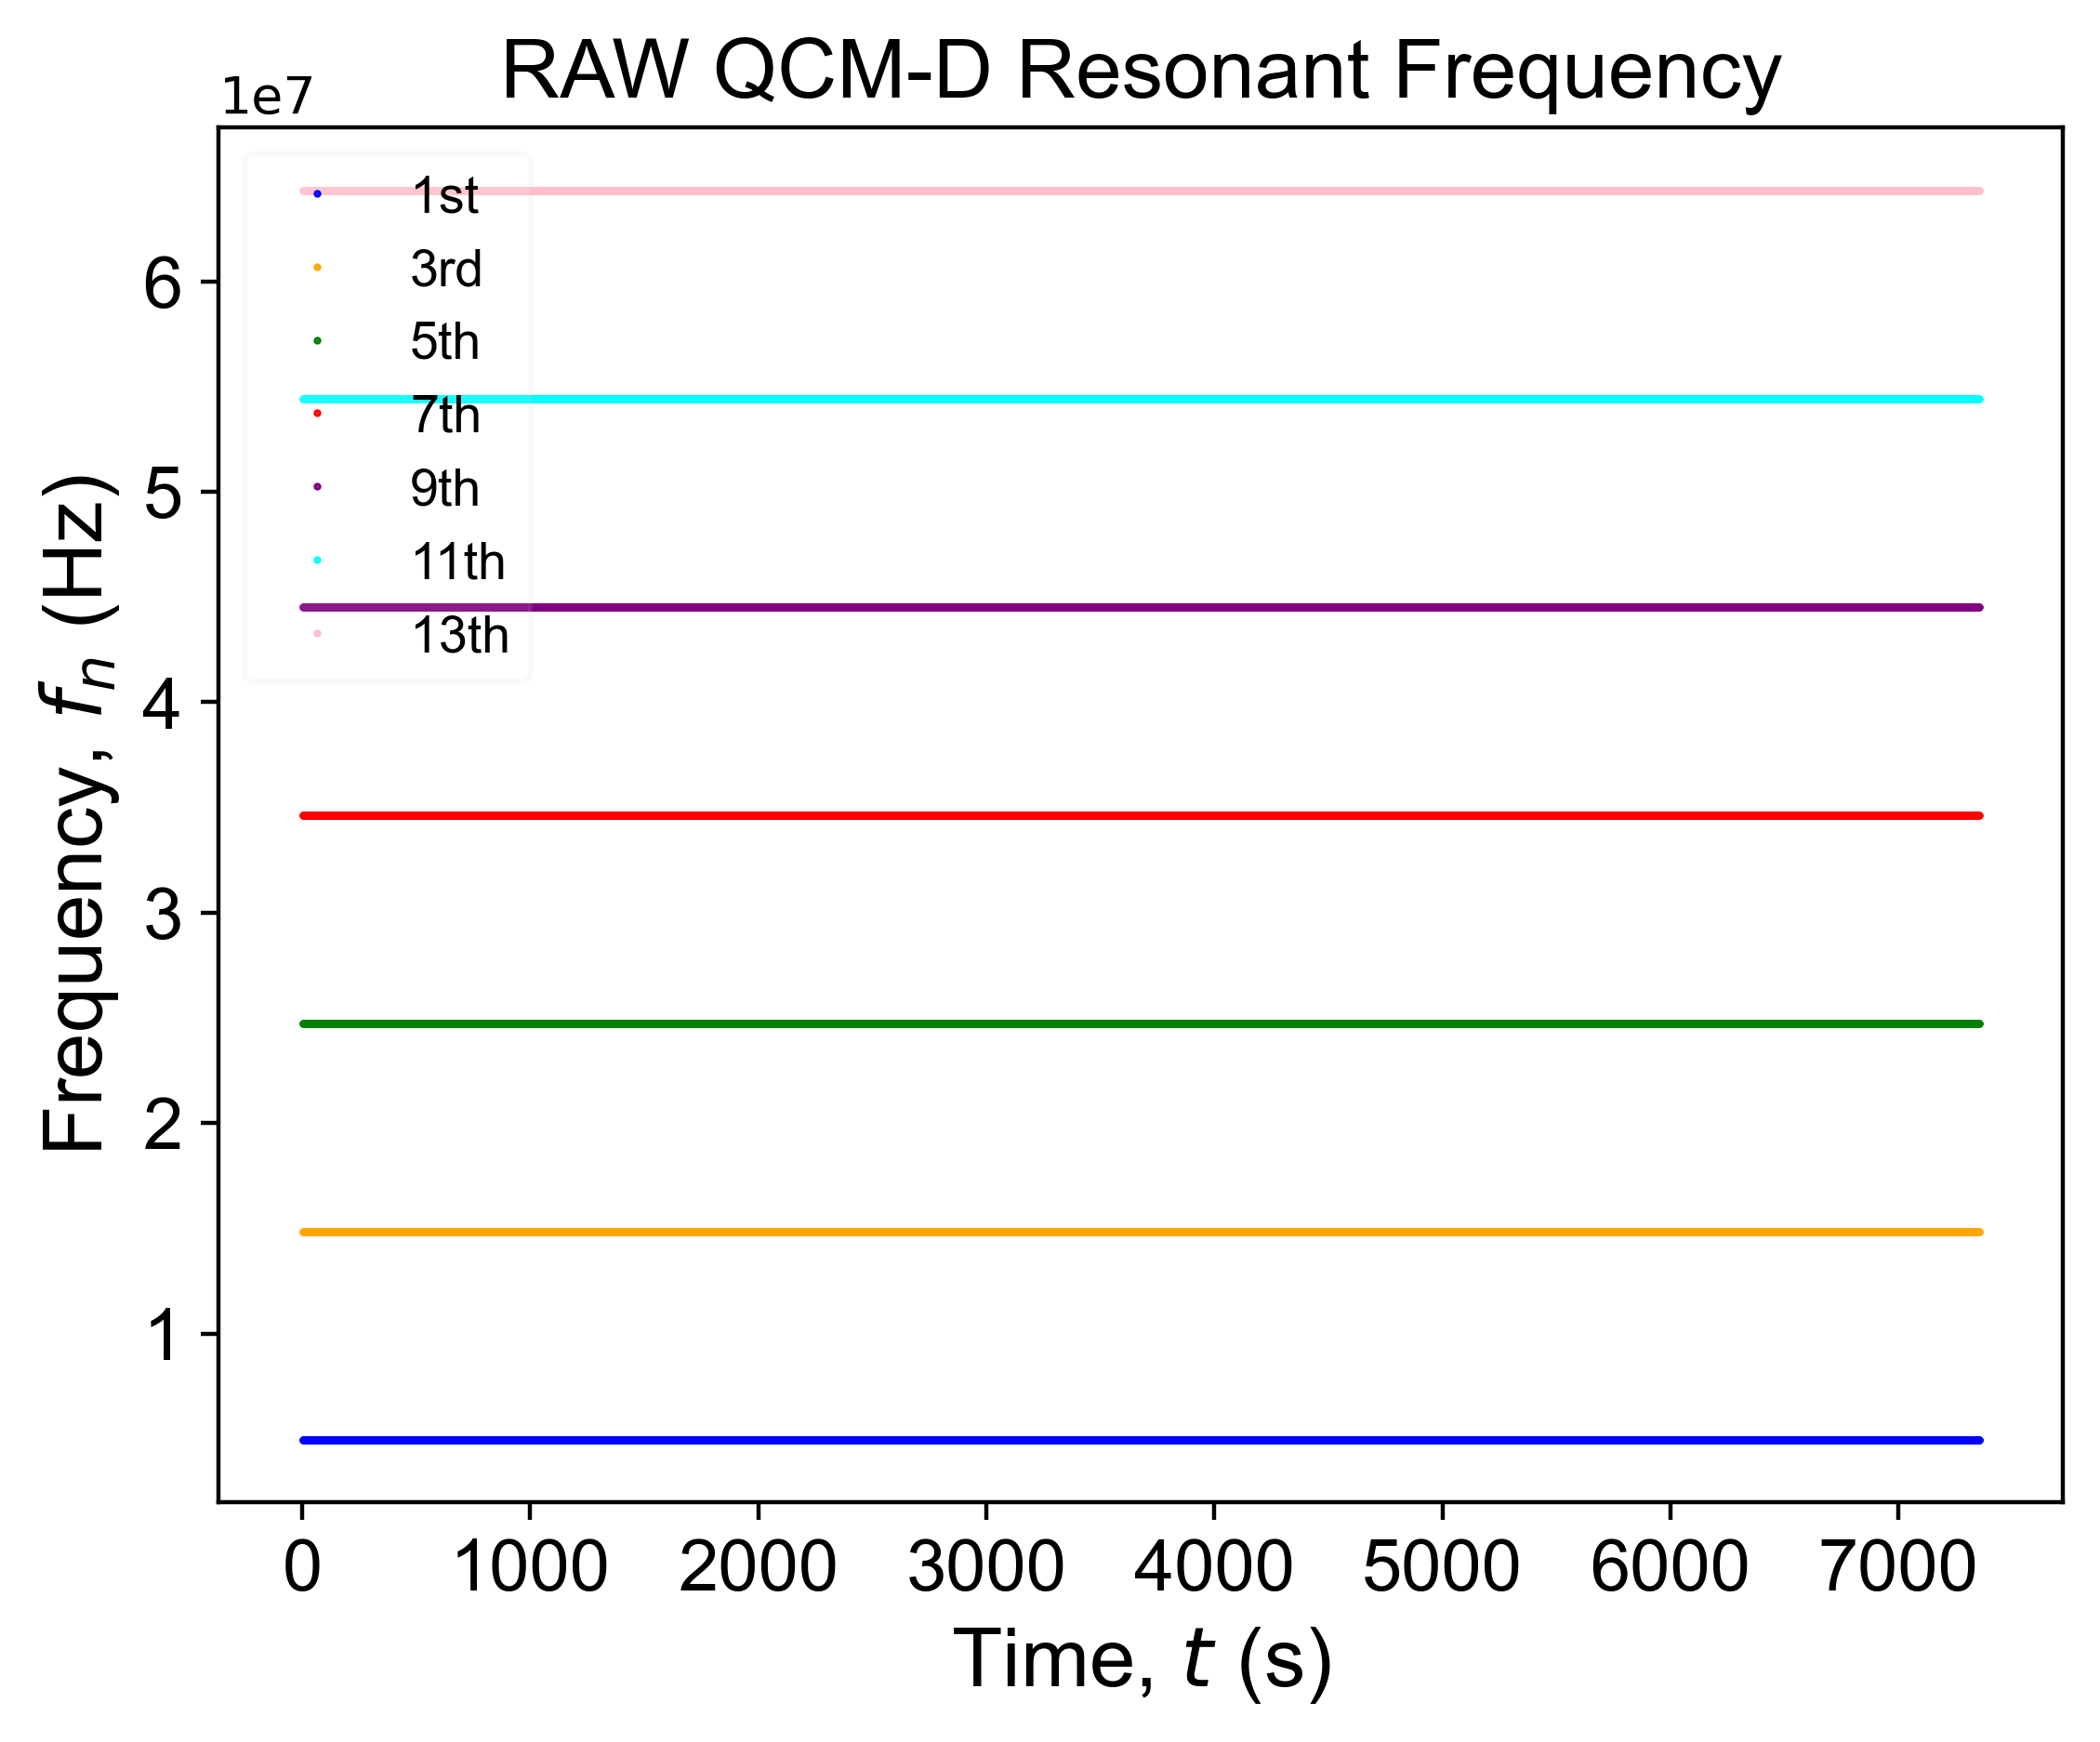 RAW QCM-D Resonant Frequency
1e7
1st
3rd
5th
7th
9th
11th
13th
6
5
4
3
2
1
Frequency, fn (Hz)
0 1000 2000 3000 4000 5000 6000 7000
Time, t (s)